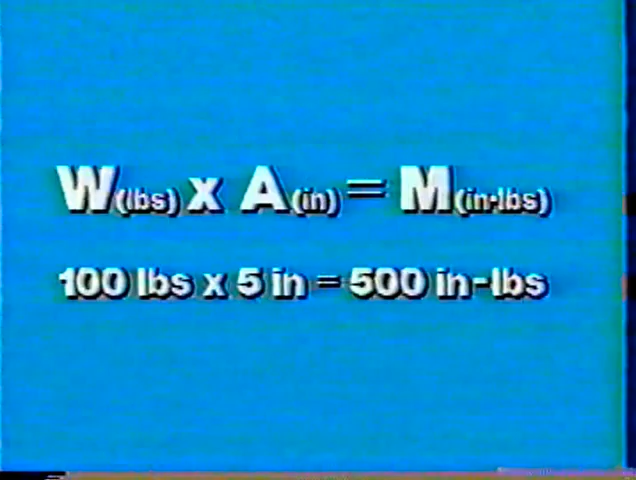 W(lbs) x A(in) = M(in-lbs)
100 lbs x 5 in = 500 in-lbs